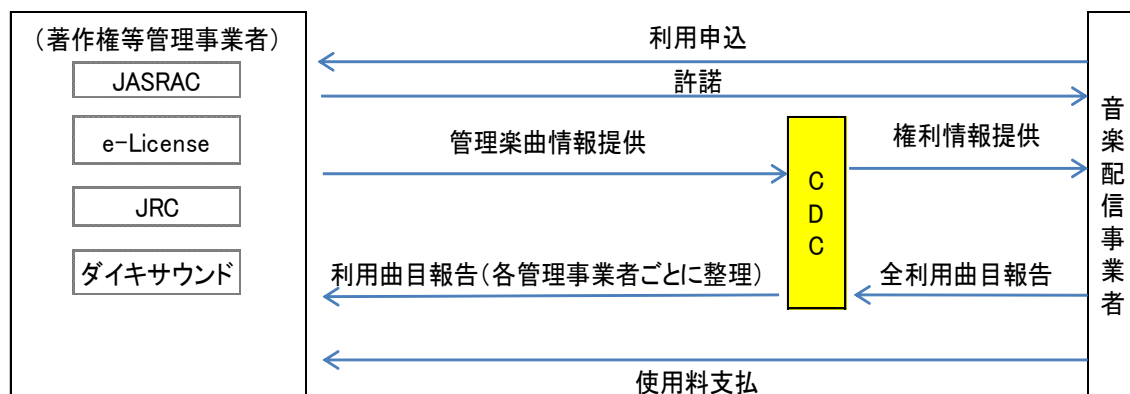 （著作権等管理事業者）
JASRAC
e-License
JRC
ダイキサウンド
利用申込
許諾
管理楽曲情報提供
権利情報提供
CDC
利用曲目報告（各管理事業者ごとに整理）
全利用曲目報告
使用料支払
音楽配信事業者